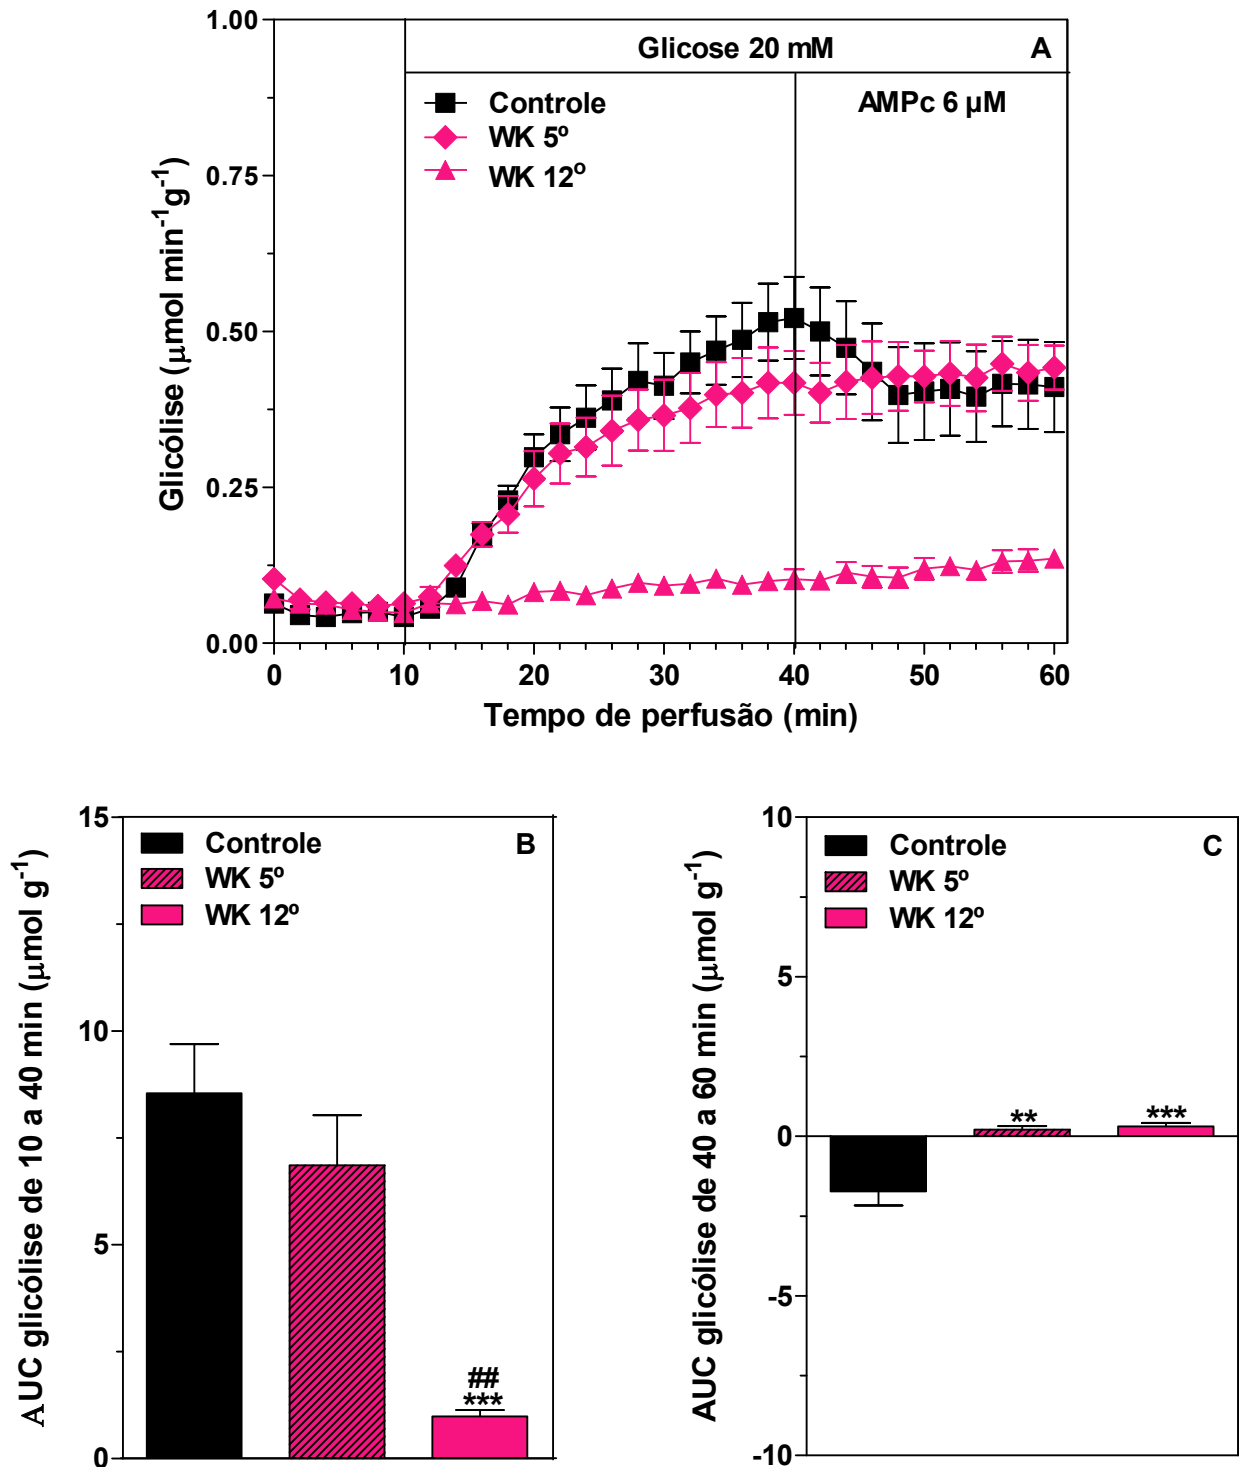 1.00
0.75
0.50
0.25
0.00
Glicólise (μmol min⁻¹g⁻¹)
Glicose 20 mM
A
AMPc 6 μM
Controle
WK 5º
WK 12º
0 10 20 30 40 50 60
Tempo de perfusão (min)
15
10
5
0
AUC glicólise de 10 a 40 min (μmol g⁻¹)
Controle
WK 5º
WK 12º
B
##
***
10
5
0
-5
-10
AUC glicólise de 40 a 60 min (μmol g⁻¹)
Controle
WK 5º
WK 12º
C
**
***